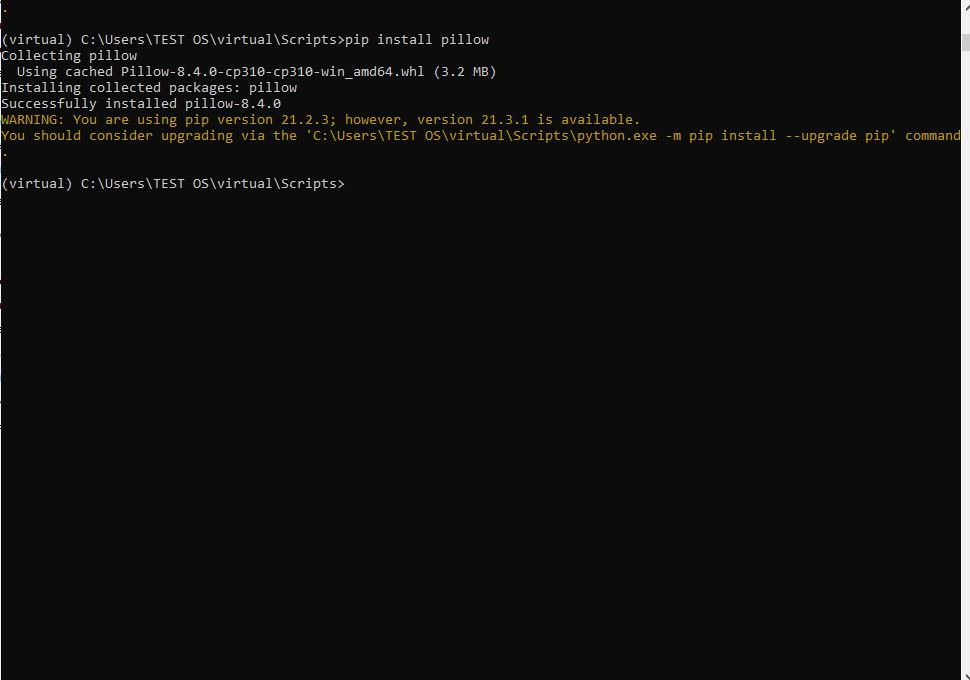 .
(virtual) C:\Users\TEST OS\virtual\Scripts>pip install pillow
Collecting pillow
  Using cached Pillow-8.4.0-cp310-cp310-win_amd64.whl (3.2 MB)
Installing collected packages: pillow
Successfully installed pillow-8.4.0
WARNING: You are using pip version 21.2.3; however, version 21.3.1 is available.
You should consider upgrading via the 'C:\Users\TEST OS\virtual\Scripts\python.exe -m pip install --upgrade pip' command
.
(virtual) C:\Users\TEST OS\virtual\Scripts>